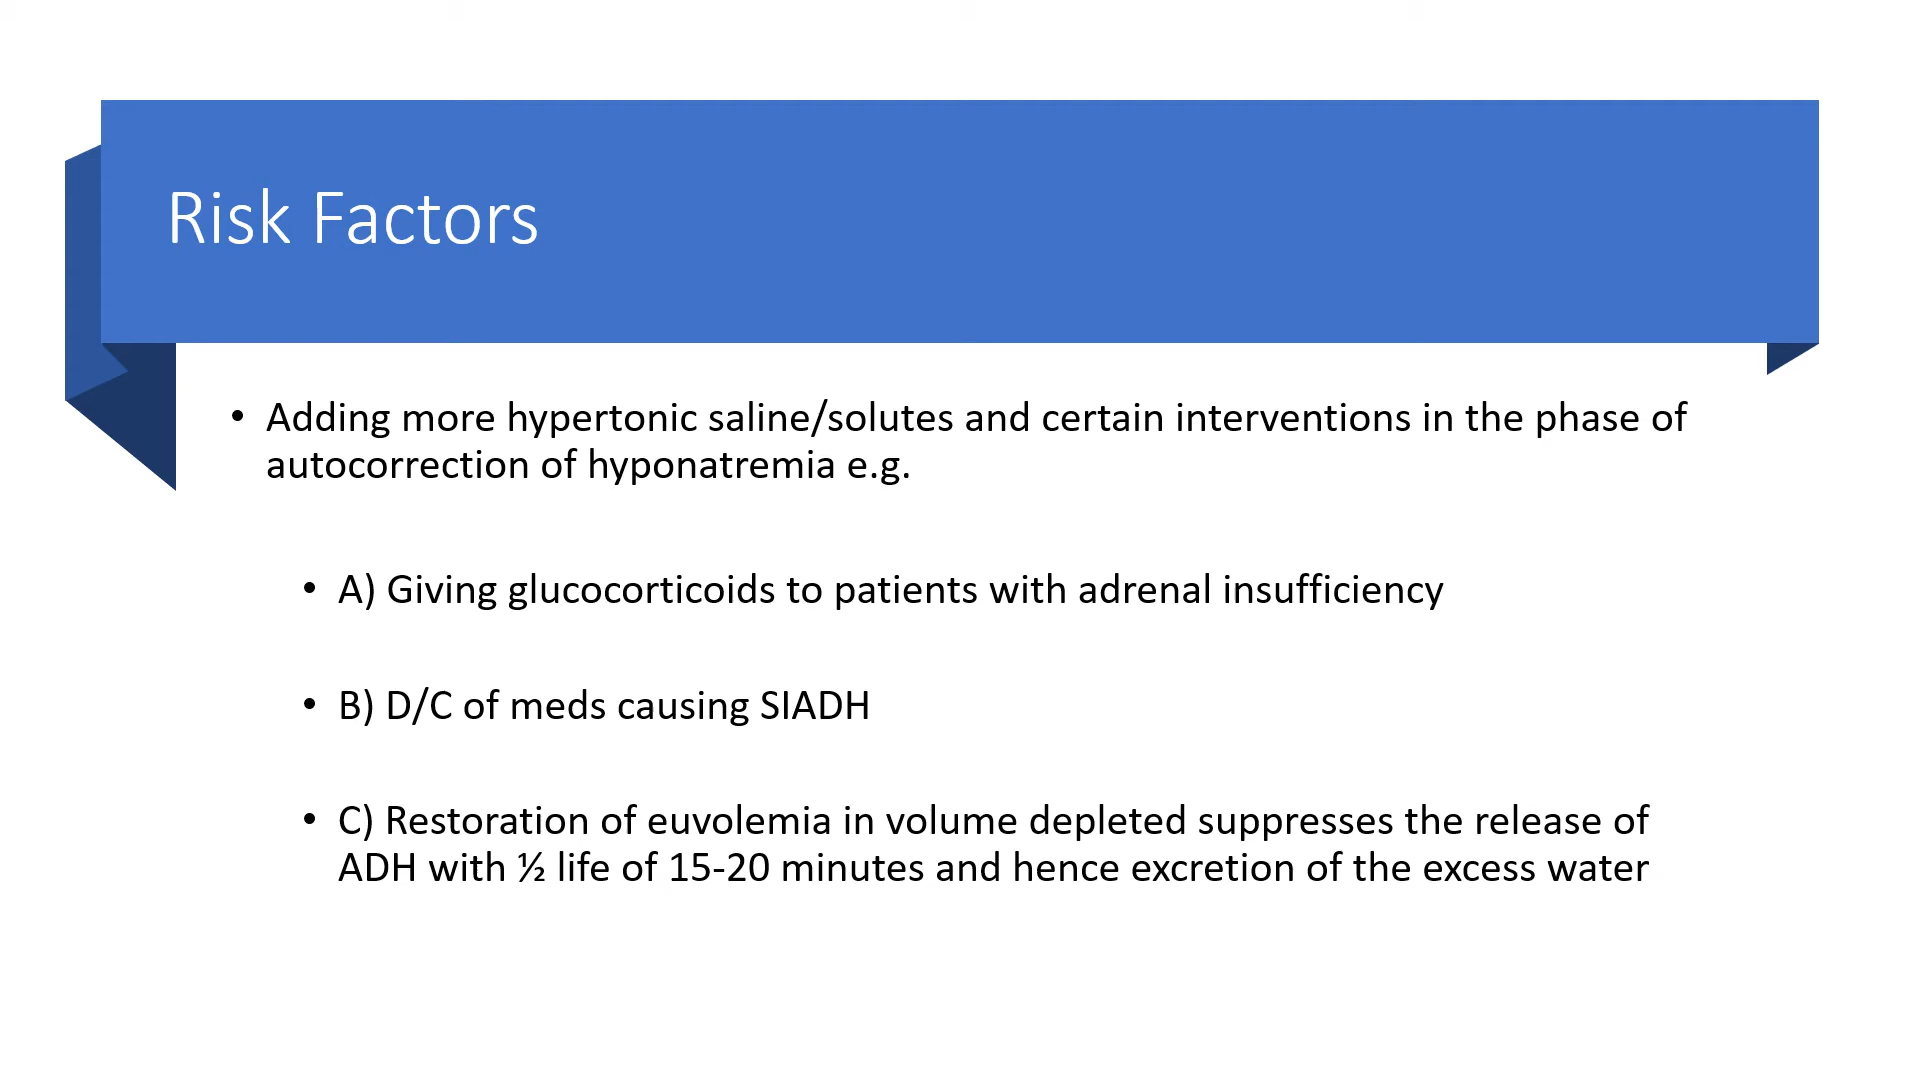 Risk Factors
• Adding more hypertonic saline/solutes and certain interventions in the phase of
autocorrection of hyponatremia e.g.
• A) Giving glucocorticoids to patients with adrenal insufficiency
• B) D/C of meds causing SIADH
• C) Restoration of euvolemia in volume depleted suppresses the release of
ADH with ½ life of 15-20 minutes and hence excretion of the excess water